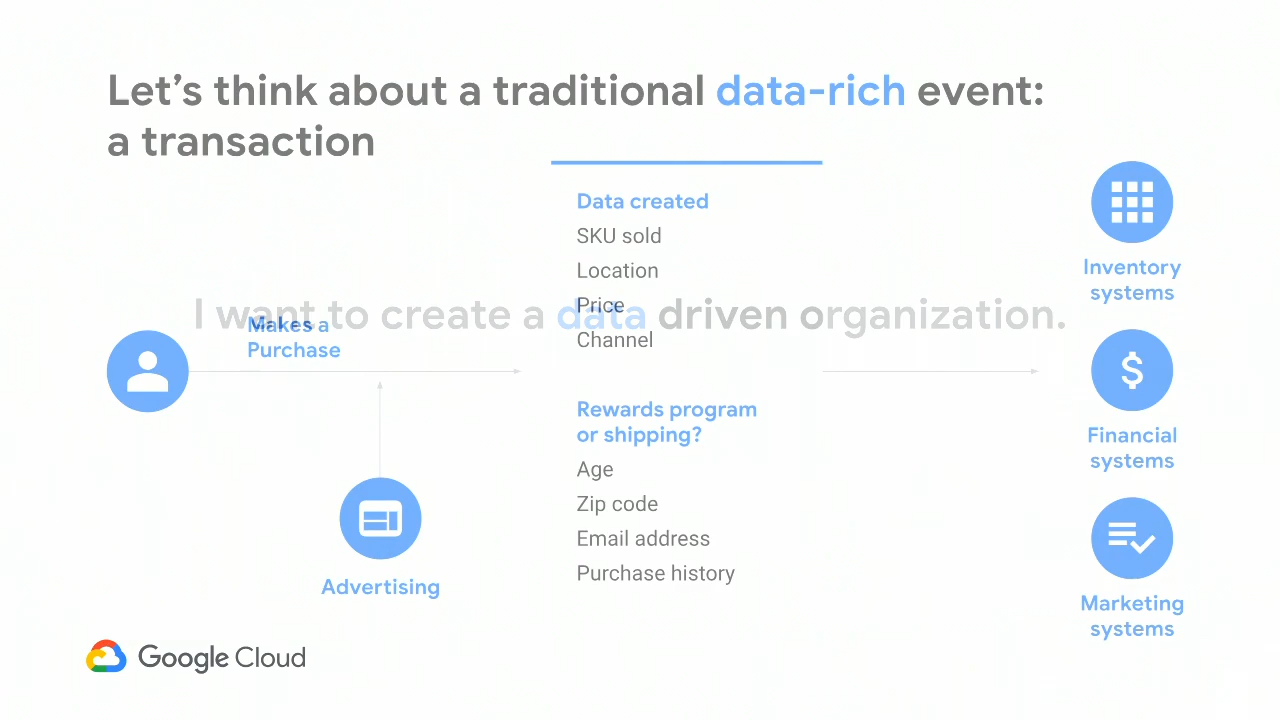 Let's think about a traditional data-rich event:
a transaction
Data created
SKU sold
Location
Price
Channel
I want to create a data driven organization.
Makes a
Purchase
Rewards program
or shipping?
Age
Zip code
Email address
Purchase history
Advertising
Inventory
systems
$
Financial
systems
Marketing
systems
Google Cloud